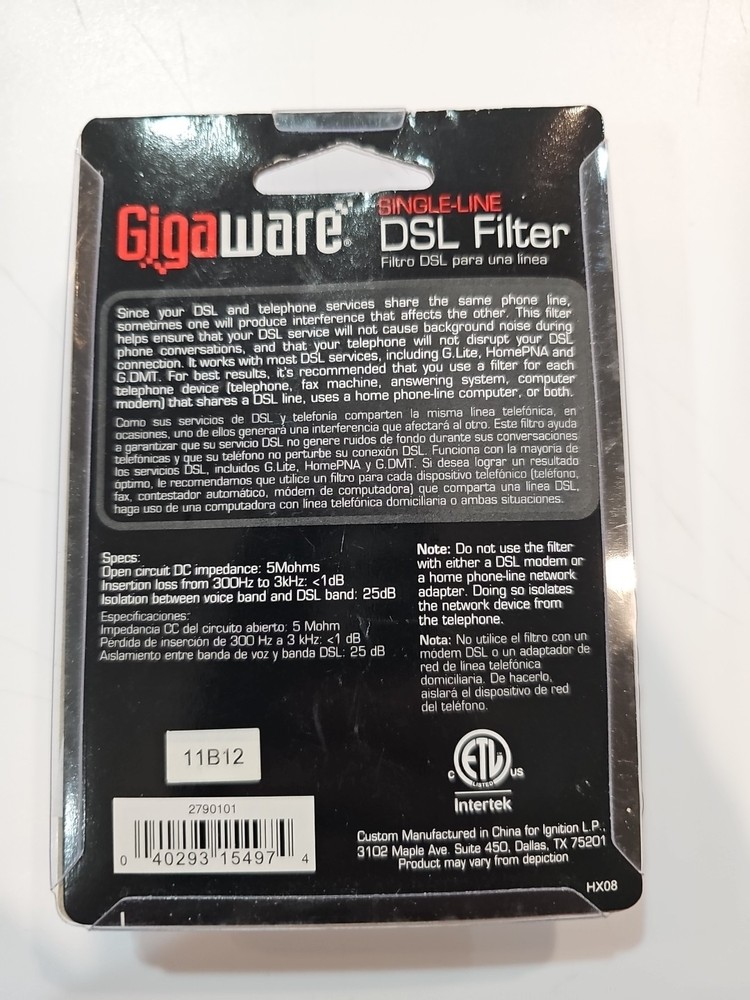 Gigaware®
SINGLE-LINE
DSL Filter
Filtro DSL para una línea
Since your DSL and telephone services share the same phone line,
sometimes one will produce interference that affects the other. This filter
helps ensure that your DSL service will not cause background noise during
phone conversations, and that your telephone will not disrupt your DSL
connection. It works with most DSL services, including G.Lite, HomePNA and
G.DMT. For best results, it's recommended that you use a filter for each
telephone device (telephone, fax machine, answering system, computer
modem) that shares a DSL line, uses a home phone-line computer, or both.
Como sus servicios de DSL y telefonía comparten la misma línea telefónica, en
ocasiones, uno de ellos generará una interferencia que afectará al otro. Este filtro ayuda
a garantizar que su servicio DSL no genere ruidos de fondo durante sus conversaciones
telefónicas y que su teléfono no perturbe su conexión DSL. Funciona con la mayoría de
los servicios DSL, incluidos G.Lite, HomePNA y G.DMT. Si desea lograr un resultado
óptimo, le recomendamos que utilice un filtro para cada dispositivo telefónico (teléfono,
fax, contestador automático, módem de computadora) que comparta una línea DSL,
haga uso de una computadora con línea telefónica domiciliaria o ambas situaciones.
Specs:
Open circuit DC impedance: 5Mohms
Insertion loss from 300Hz to 3kHz: <1dB
Isolation between voice band and DSL band: 25dB
Especificaciones:
Impedancia CC del circuito abierto: 5 Mohm
Perdida de inserción de 300 Hz a 3 kHz: <1 dB
Aislamiento entre banda de voz y banda DSL: 25 dB
Note: Do not use the filter
with either a DSL modem or
a home phone-line network
adapter. Doing so isolates
the network device from
the telephone.
Nota: No utilice el filtro con un
módem DSL o un adaptador de
red de línea telefónica
domiciliaria. De hacerlo,
aislará el dispositivo de red
del teléfono.
11B12
2790101
0 40293 15497 4
ETL
LISTED
C US
Intertek
Custom Manufactured in China for Ignition L.P.,
3102 Maple Ave. Suite 450, Dallas, TX 75201
Product may vary from depiction
HX08